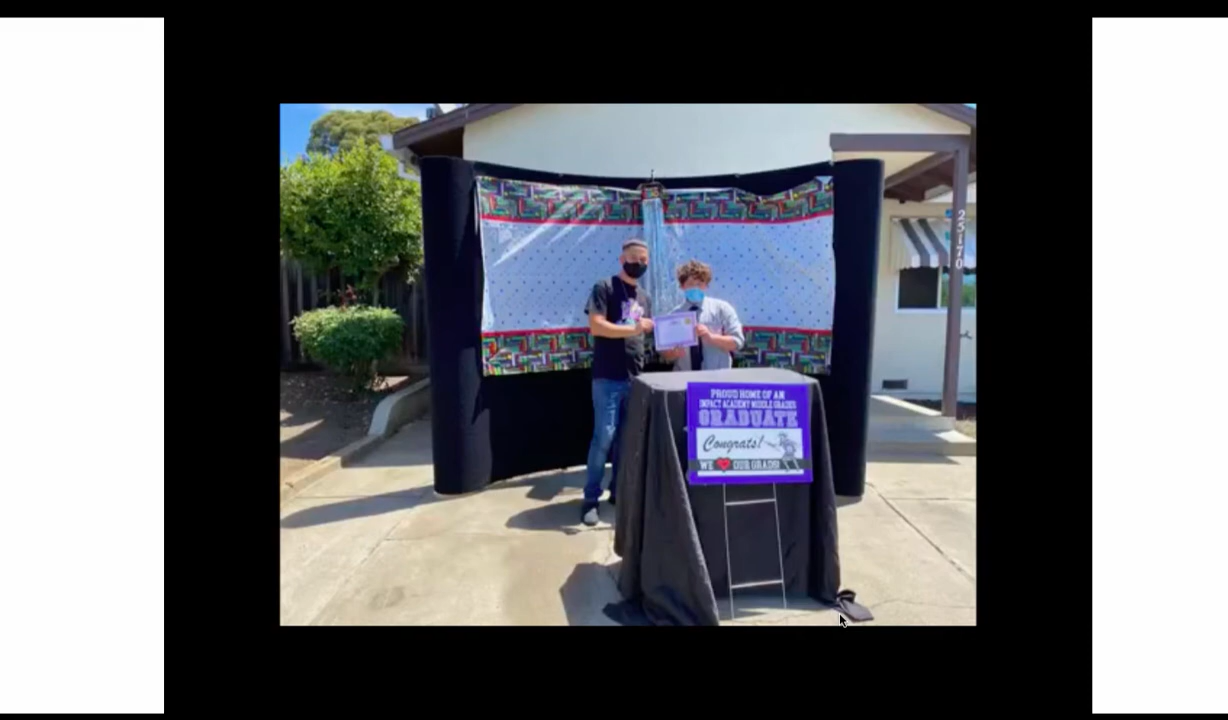 25170
PROUD HOME OF AN
IMPACT ACADEMY MIDDLE GRADES
GRADUATE
Congrats!
WE OUR GRADS!